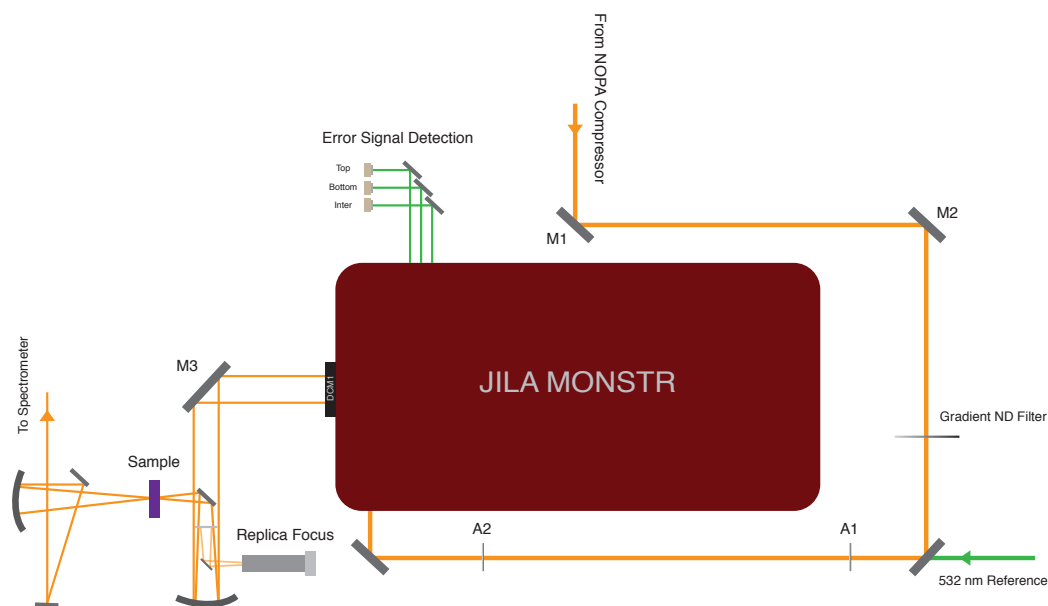 From NOPA Compressor
Error Signal Detection
Top
Bottom
Inter
M1
M2
M3
DCM1
JILA MONSTR
To Spectrometer
Gradient ND Filter
Sample
Replica Focus
A2
A1
532 nm Reference